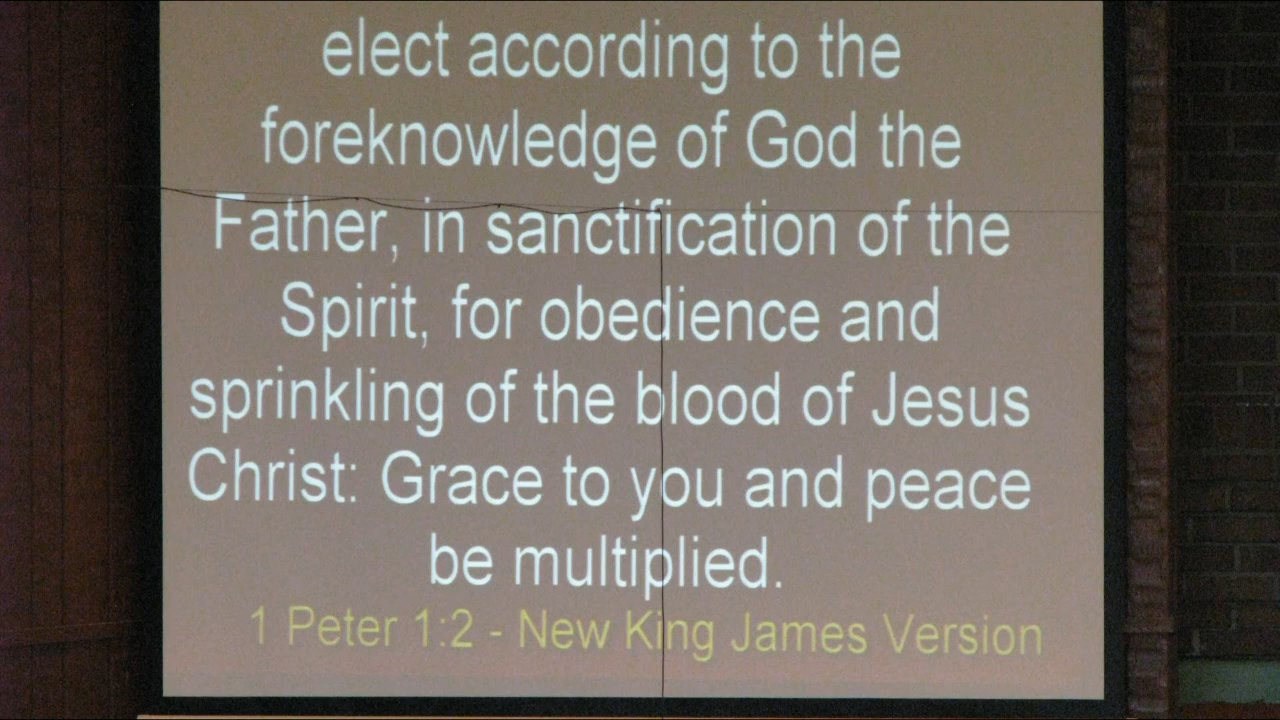 elect according to the
foreknowledge of God the
Father, in sanctification of the
Spirit, for obedience and
sprinkling of the blood of Jesus
Christ: Grace to you and peace
be multiplied.
1 Peter 1:2 - New King James Version